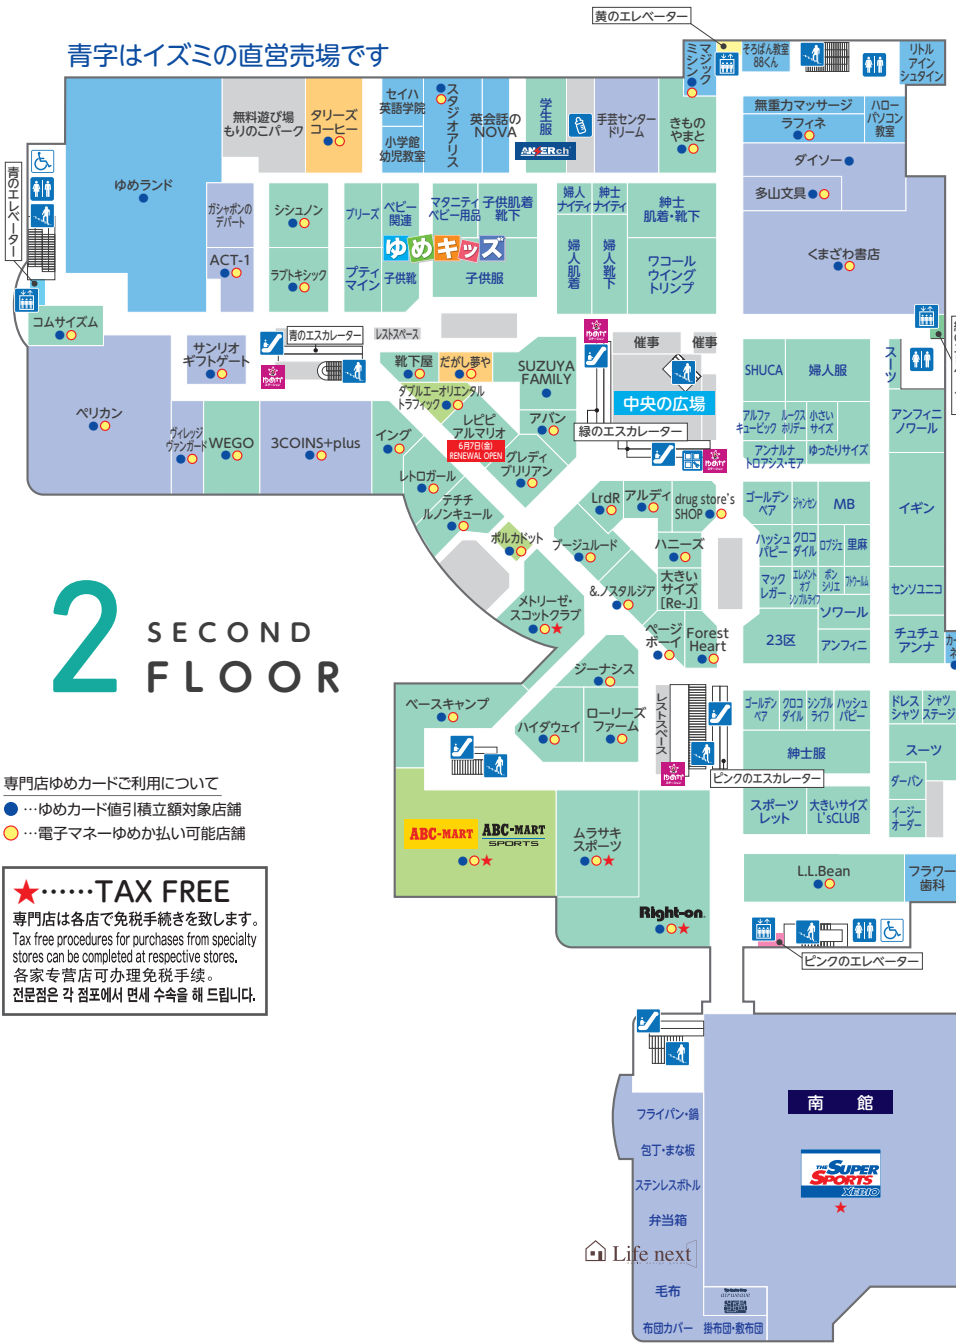 黄のエレベーター
青字はイズミの直営売場です
マジックミシン
そろばん教室
88くん
リトル
アイン
シュタイン
無料遊び場
もりのこパーク
タリーズ
コーヒー
セイハ
英語学院
小学館
幼児教室
スタジオアリス
英会話の
NOVA
学生服
ANKERch
手芸センター
ドリーム
きもの
やまと
無重力マッサージ
ラフィネ
ハロー
パソコン
教室
ダイソー
多山文具
くまざわ書店
青のエレベーター
ゆめランド
ガシャポンの
デパート
ACT-1
シシュノン
ラブトキシック
ブリーズ
プティ
マイン
ベビー
関連
マタニティ
ベビー用品
子供肌着
靴下
ゆめキッズ
子供靴
子供服
婦人
ナイティ
紳士
ナイティ
紳士
肌着・靴下
婦人肌着
婦人靴下
ワコール
ウイング
トリンプ
コムサイズム
サンリオ
ギフトゲート
青のエスカレーター
レストスペース
ゆめか
靴下屋
だがし夢や
SUZUYA
FAMILY
ダブルエーオリエンタル
トラフィック
レピピ
アルマリオ
6月7日(金)
RENEWAL OPEN
アバン
グレディ
ブリリアン
催事
催事
中央の広場
緑のエスカレーター
ゆめか
SHUCA
婦人服
スーツ
アルファ
キュービック
ルークス
ホリデー
小さい
サイズ
アンナルナ
トロアシス・モア
ゆったりサイズ
アンフィニ
ノワール
ペリカン
ヴィレッジ
ヴァンガード
WEGO
3COINS+plus
イング
レトロガール
テチチ
ルノンキュール
ポルカドット
LrdR
アルディ
drug store's
SHOP
ブージュルード
ハニーズ
&.ノスタルジア
大きい
サイズ
[Re-J]
ページ
ボーイ
Forest
Heart
ゴールデン
ベア
ジャンセン
MB
ハッシュ
パピー
クロコ
ダイル
ロブジェ
里麻
マック
レガー
エレメント
オブ
シンプルライフ
ボン
シリエ
ソワール
23区
アンフィニ
イギン
センソユニコ
チュチュ
アンナ
2
SECOND
FLOOR
メトリーゼ・
スコットクラブ
ジーナシス
ベースキャンプ
ハイダウェイ
ローリーズ
ファーム
レストスペース
ピンクのエスカレーター
ゴールデン
ベア
クロコ
ダイル
シンプル
ライフ
ハッシュ
パピー
紳士服
スポーツ
レット
大きいサイズ
L'sCLUB
ドレス
シャツ
シャツ
ステージ
スーツ
ダーバン
イージー
オーダー
専門店ゆめカードご利用について
…ゆめカード値引積立額対象店舗
…電子マネーゆめか払い可能店舗
ABC-MART
ABC-MART
SPORTS
ムラサキ
スポーツ
Right-on
L.L.Bean
フラワー
歯科
ピンクのエレベーター
★……TAX FREE
専門店は各店で免税手続きを致します。
Tax free procedures for purchases from specialty
stores can be completed at respective stores.
各家专营店可办理免税手续。
전문점은 각 점포에서 면세 수속을 해 드립니다.
南 館
フライパン・鍋
包丁・まな板
ステンレスボトル
弁当箱
Life next
毛布
布団カバー
掛布団・敷布団
airweave
THE SUPER
SPORTS
XEBIO